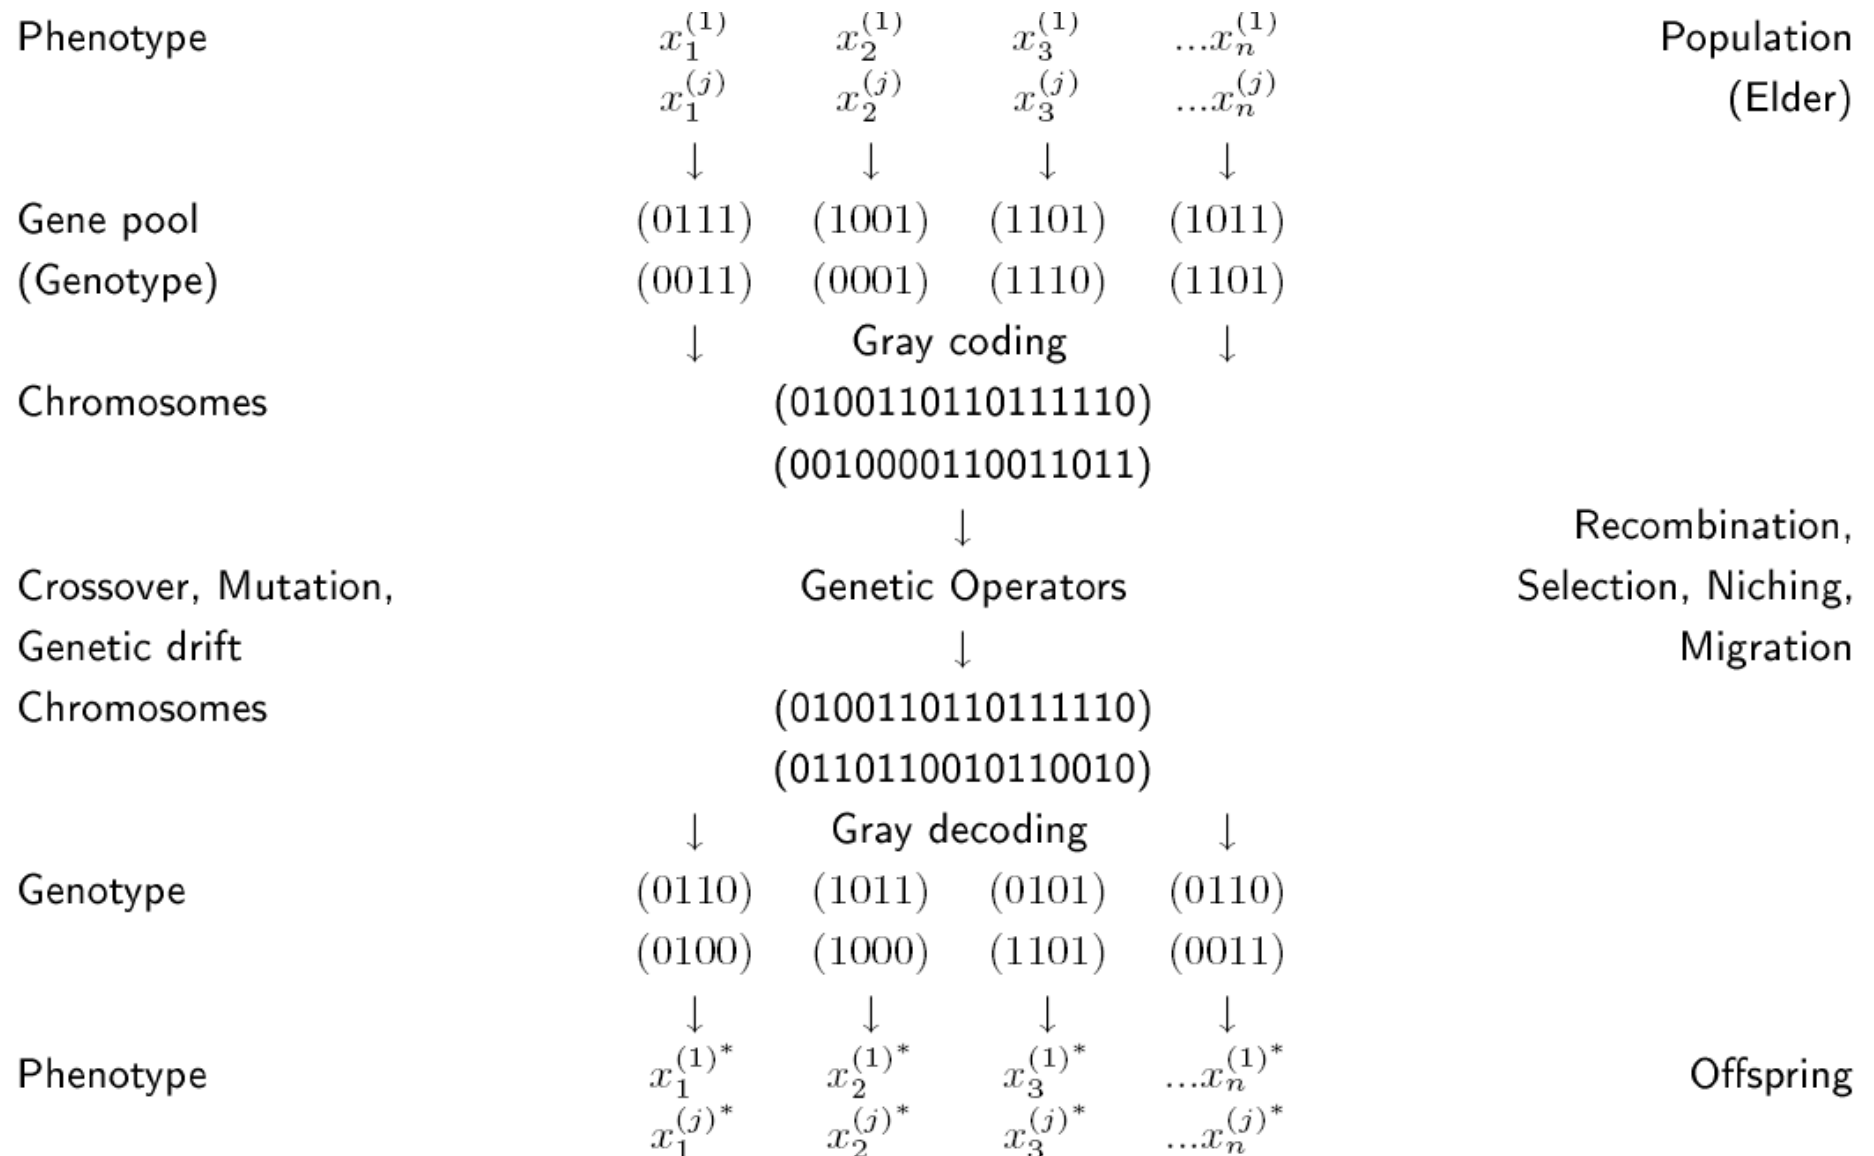 Phenotype x_1^(1) x_2^(1) x_3^(1) ...x_n^(1) Population
x_1^(j) x_2^(j) x_3^(j) ...x_n^(j) (Elder)
↓ ↓ ↓ ↓
Gene pool (0111) (1001) (1101) (1011)
(Genotype) (0011) (0001) (1110) (1101)
↓ Gray coding ↓
Chromosomes (0100110110111110)
(0010000110011011)
↓ Recombination,
Crossover, Mutation, Genetic Operators Selection, Niching,
Genetic drift ↓ Migration
Chromosomes (0100110110111110)
(0110110010110010)
↓ Gray decoding ↓
Genotype (0110) (1011) (0101) (0110)
(0100) (1000) (1101) (0011)
↓ ↓ ↓ ↓
Phenotype x_1^(1)* x_2^(1)* x_3^(1)* ...x_n^(1)* Offspring
x_1^(j)* x_2^(j)* x_3^(j)* ...x_n^(j)*